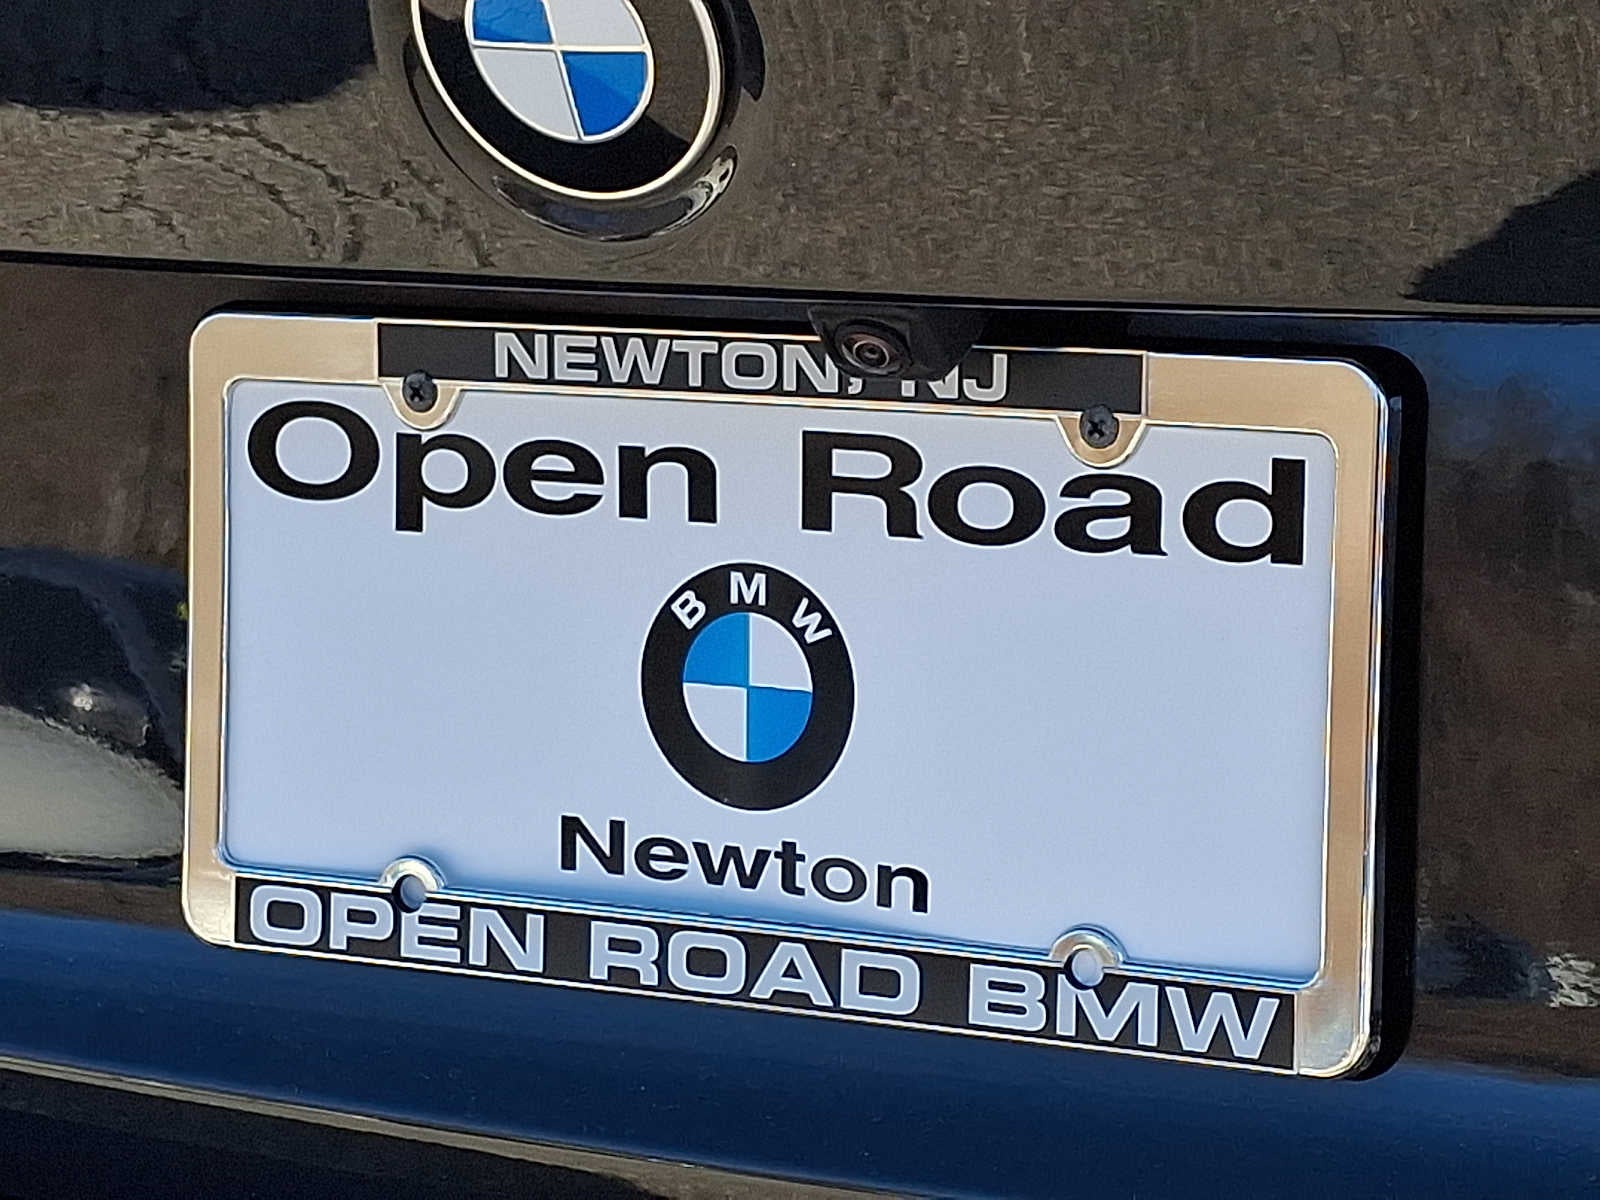 NEWTON, NJ
Open Road
BMW
Newton
OPEN ROAD BMW